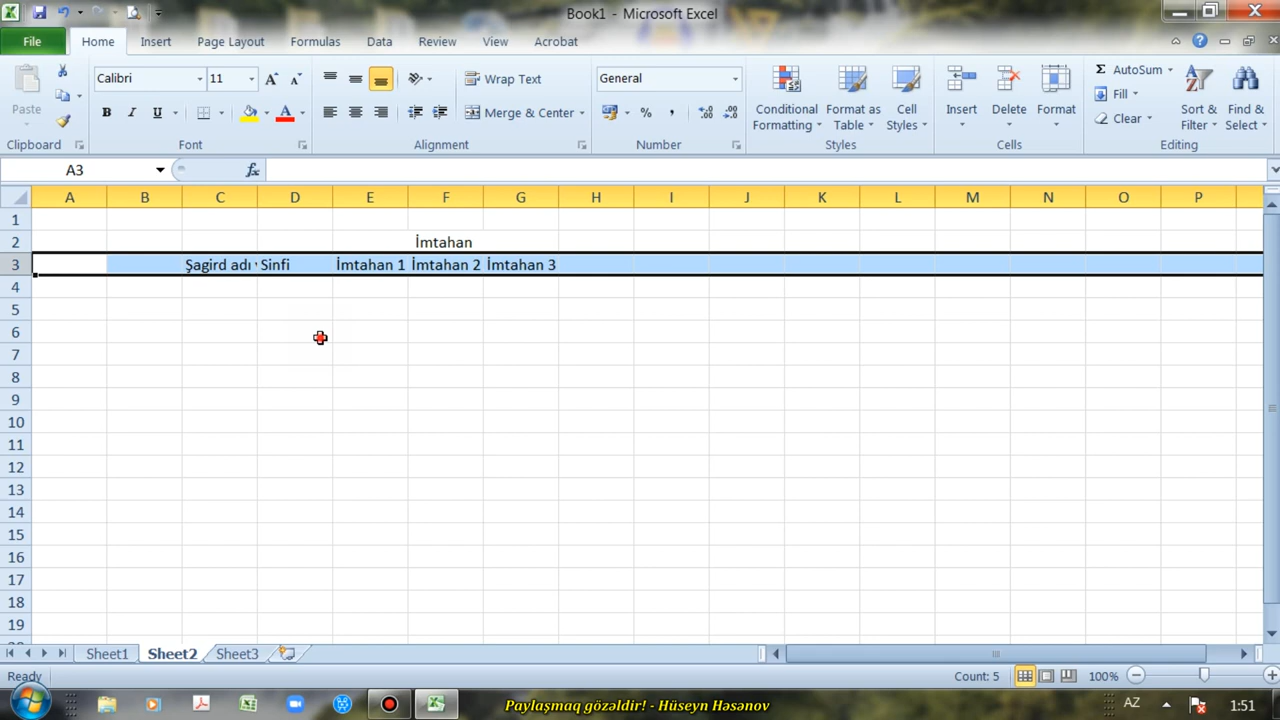 Book1 - Microsoft Excel
File Home Insert Page Layout Formulas Data Review View Acrobat
Calibri 11 Wrap Text General AutoSum
Paste B I U Merge & Center % , Conditional Formatting Format as Table Cell Styles Insert Delete Format Fill Clear Sort & Filter Find & Select
Clipboard Font Alignment Number Styles Cells Editing
A3 fx
A B C D E F G H I J K L M N O P
1
2 İmtahan
3 Şagird adı Sinfi İmtahan 1 İmtahan 2 İmtahan 3
4
5
6
7
8
9
10
11
12
13
14
15
16
17
18
19
Sheet1 Sheet2 Sheet3
Ready Count: 5 100%
Paylaşmaq gözəldir! - Hüseyn Həsənov AZ 1:51